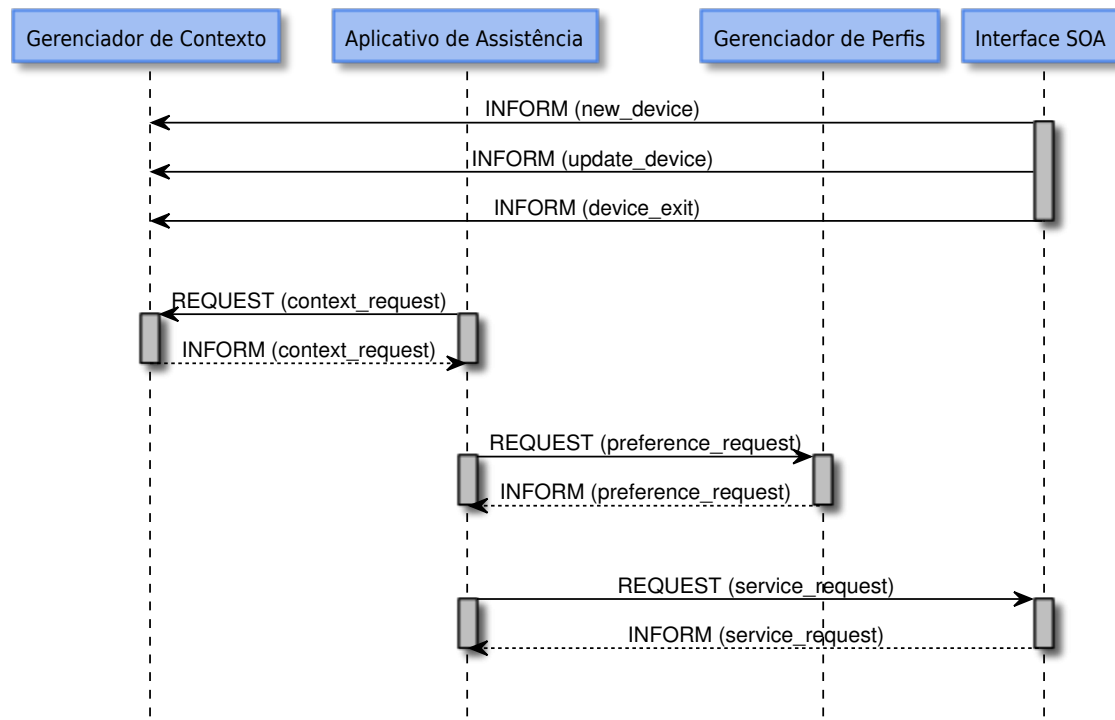 Gerenciador de Contexto
Aplicativo de Assistência
Gerenciador de Perfis
Interface SOA
INFORM (new_device)
INFORM (update_device)
INFORM (device_exit)
REQUEST (context_request)
INFORM (context_request)
REQUEST (preference_request)
INFORM (preference_request)
REQUEST (service_request)
INFORM (service_request)